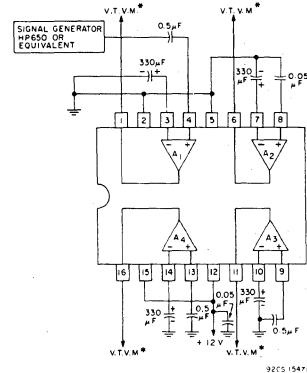 V.T.V.M.* V.T.V.M.*
SIGNAL GENERATOR
HP650 OR
EQUIVALENT
0.5µF
330µF
- +
330
µF
- +
0.05
µF
1 2 3 4 5 6 7 8
- + - +
A1 A2
A4 A3
- + - +
16 15 14 13 12 11 10 9
330
µF
+ -
0.5
µF
0.05
µF
330
µF
+ -
0.5µF
+ 12 V
V.T.V.M.* V.T.V.M.*
92CS 1547